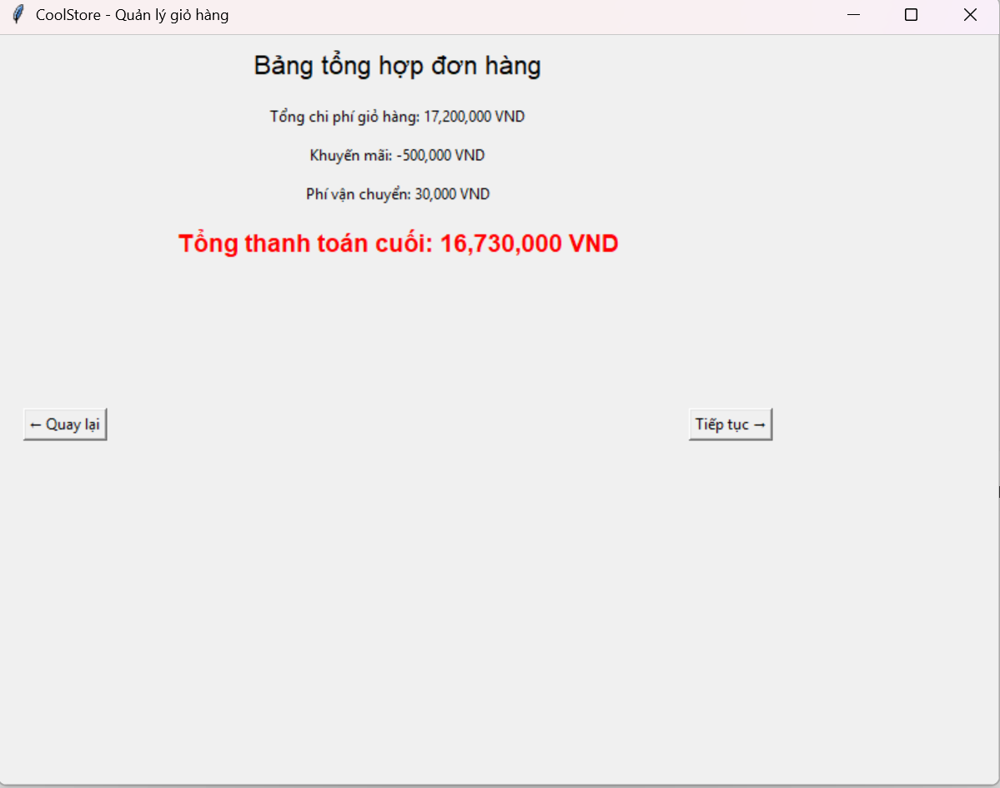 CoolStore - Quản lý giỏ hàng
Bảng tổng hợp đơn hàng
Tổng chi phí giỏ hàng: 17,200,000 VND
Khuyến mãi: -500,000 VND
Phí vận chuyển: 30,000 VND
Tổng thanh toán cuối: 16,730,000 VND
← Quay lại
Tiếp tục →